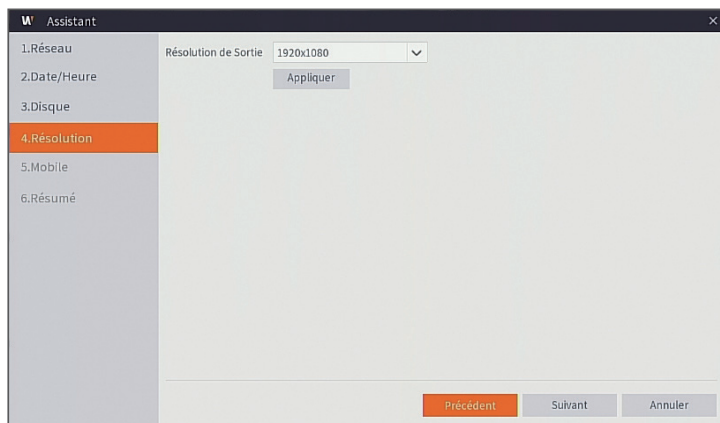 W Assistant
1.Réseau
2.Date/Heure
3.Disque
4.Résolution
5.Mobile
6.Résumé
Résolution de Sortie 1920x1080
Appliquer
Précédent Suivant Annuler